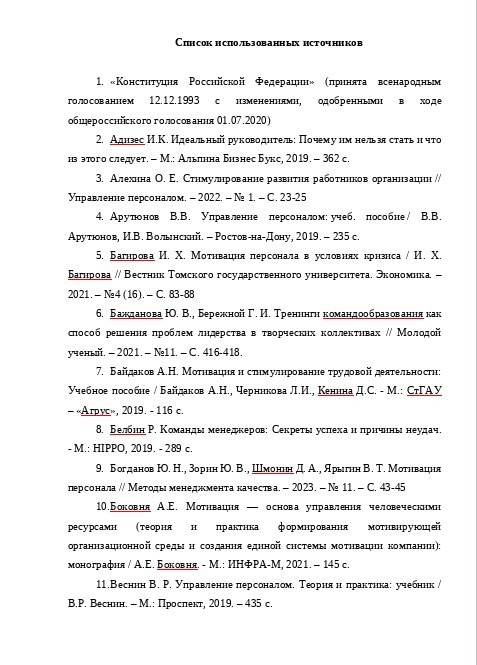 Список использованных источников
1. «Конституция Российской Федерации» (принята всенародным
голосованием 12.12.1993 с изменениями, одобренными в ходе
общероссийского голосования 01.07.2020)
2. Адизес И.К. Идеальный руководитель: Почему им нельзя стать и что
из этого следует. – М.: Альпина Бизнес Букс, 2019. – 362 с.
3. Алехина О. Е. Стимулирование развития работников организации //
Управление персоналом. – 2022. – № 1. – С. 23-25
4. Арутюнов В.В. Управление персоналом: учеб. пособие / В.В.
Арутюнов, И.В. Волынский. – Ростов-на-Дону, 2019. – 235 с.
5. Багирова И. Х. Мотивация персонала в условиях кризиса / И. Х.
Багирова // Вестник Томского государственного университета. Экономика. –
2021. – №4 (16). – С. 83-88
6. Бажданова Ю. В., Бережной Г. И. Тренинги командообразования как
способ решения проблем лидерства в творческих коллективах // Молодой
ученый. – 2021. – №11. – С. 416-418.
7. Байдаков А.Н. Мотивация и стимулирование трудовой деятельности:
Учебное пособие / Байдаков А.Н., Черникова Л.И., Кенина Д.С. - М.: СтГАУ
– «Агрус», 2019. - 116 с.
8. Белбин Р. Команды менеджеров: Секреты успеха и причины неудач.
- М.: HIPPO, 2019. - 289 с.
9. Богданов Ю. Н., Зорин Ю. В., Шмонин Д. А., Ярыгин В. Т. Мотивация
персонала // Методы менеджмента качества. – 2023. – № 11. – С. 43-45
10.Боковня А.Е. Мотивация — основа управления человеческими
ресурсами (теория и практика формирования мотивирующей
организационной среды и создания единой системы мотивации компании):
монография / А.Е. Боковня. - М.: ИНФРА-М, 2021. – 145 с.
11.Веснин В. Р. Управление персоналом. Теория и практика: учебник /
В.Р. Веснин. – М.: Проспект, 2019. – 435 с.